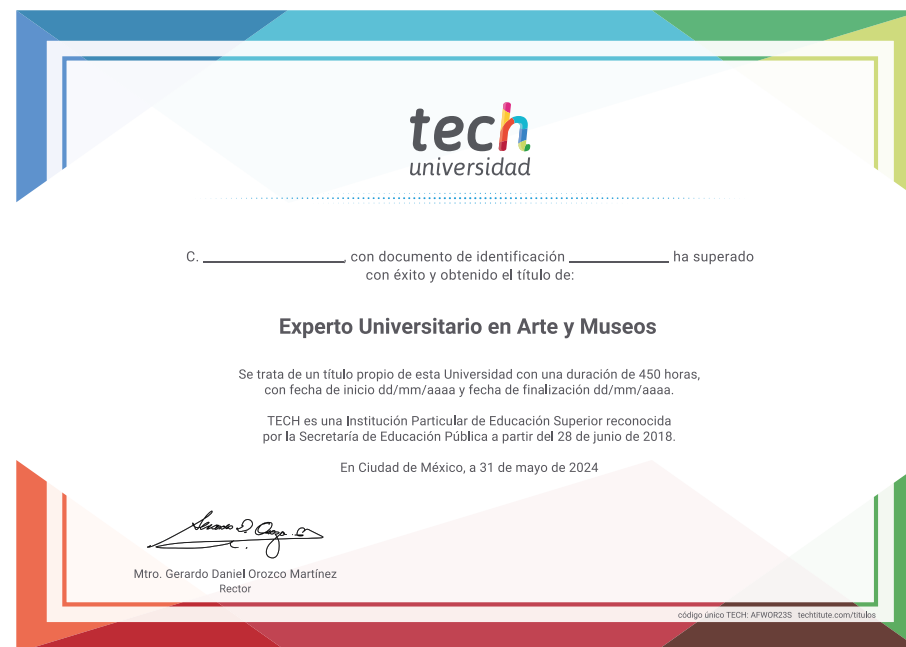 tech
universidad
C. ____________, con documento de identificación _________ ha superado
con éxito y obtenido el título de:
Experto Universitario en Arte y Museos
Se trata de un título propio de esta Universidad con una duración de 450 horas,
con fecha de inicio dd/mm/aaaa y fecha de finalización dd/mm/aaaa.
TECH es una Institución Particular de Educación Superior reconocida
por la Secretaría de Educación Pública a partir del 28 de junio de 2018.
En Ciudad de México, a 31 de mayo de 2024
Mtro. Gerardo Daniel Orozco Martínez
Rector
código único TECH: AFWOR23S techtitute.com/titulos